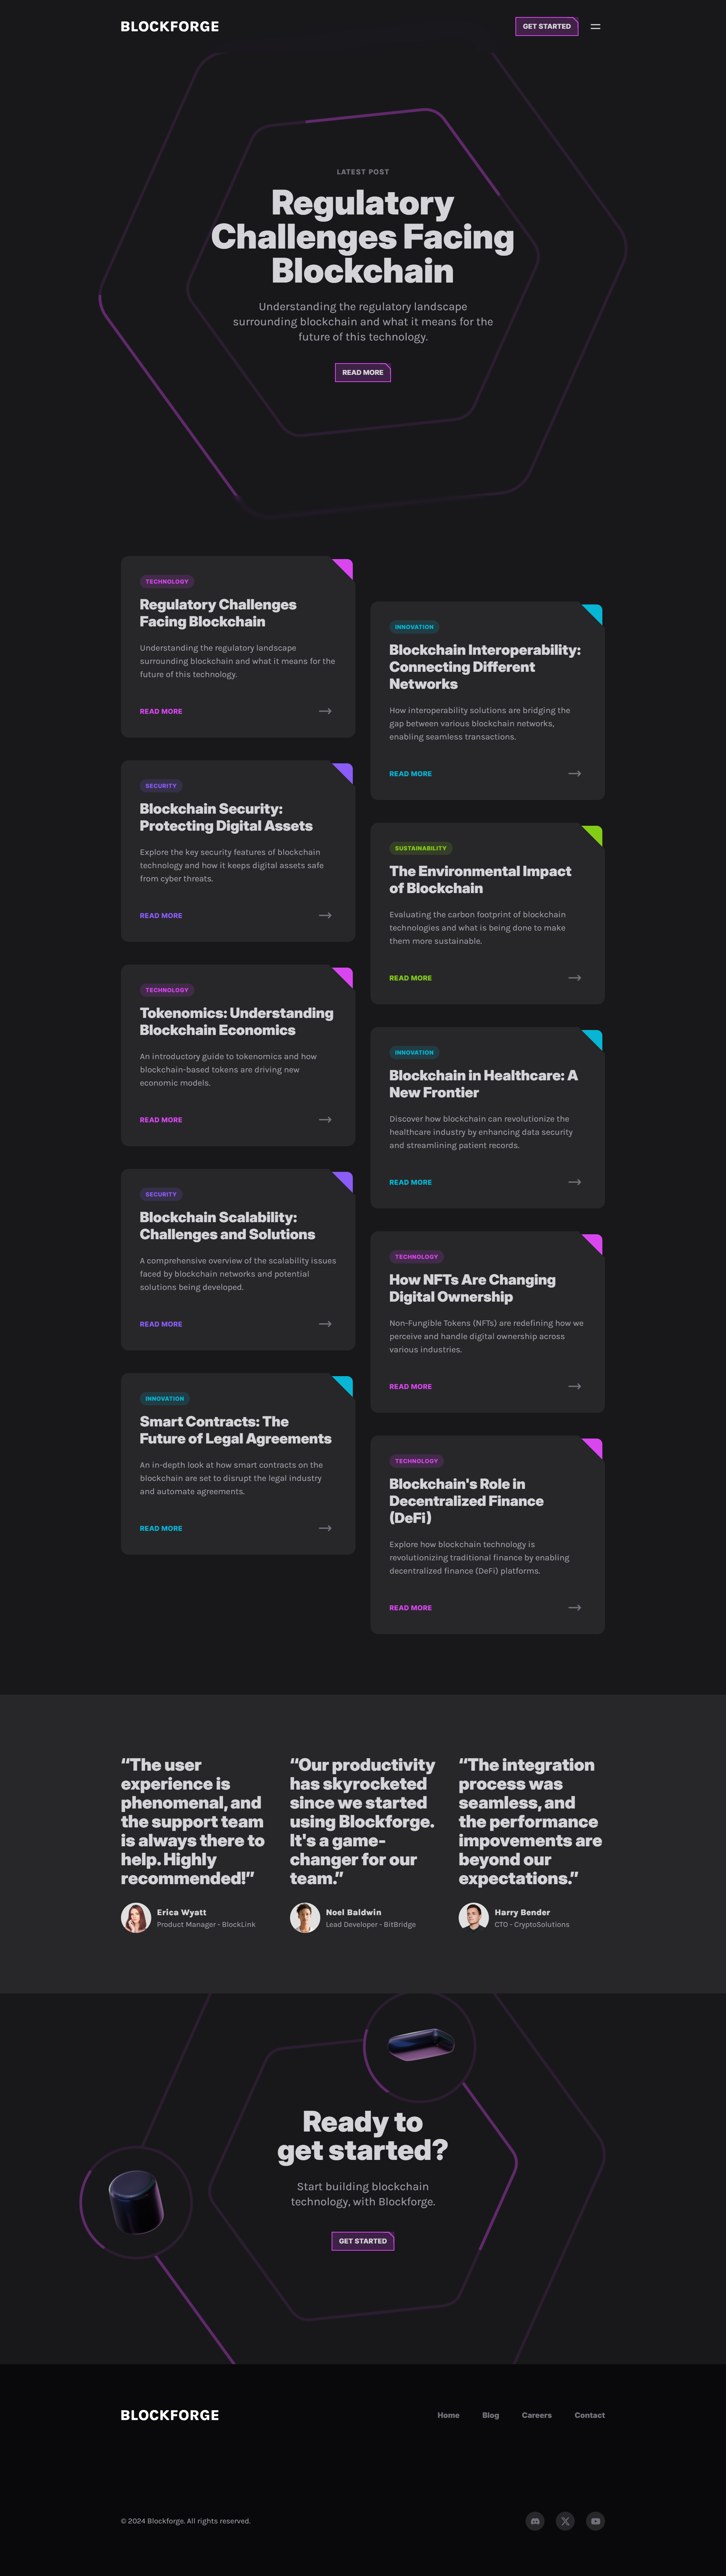 BLOCKFORGE
GET STARTED
LATEST POST
Regulatory
Challenges Facing
Blockchain
Understanding the regulatory landscape
surrounding blockchain and what it means for the
future of this technology.
READ MORE
TECHNOLOGY
Regulatory Challenges
Facing Blockchain
Understanding the regulatory landscape
surrounding blockchain and what it means for the
future of this technology.
READ MORE
INNOVATION
Blockchain Interoperability:
Connecting Different
Networks
How interoperability solutions are bridging the
gap between various blockchain networks,
enabling seamless transactions.
READ MORE
SECURITY
Blockchain Security:
Protecting Digital Assets
Explore the key security features of blockchain
technology and how it keeps digital assets safe
from cyber threats.
READ MORE
SUSTAINABILITY
The Environmental Impact
of Blockchain
Evaluating the carbon footprint of blockchain
technologies and what is being done to make
them more sustainable.
READ MORE
TECHNOLOGY
Tokenomics: Understanding
Blockchain Economics
An introductory guide to tokenomics and how
blockchain-based tokens are driving new
economic models.
READ MORE
INNOVATION
Blockchain in Healthcare: A
New Frontier
Discover how blockchain can revolutionize the
healthcare industry by enhancing data security
and streamlining patient records.
READ MORE
SECURITY
Blockchain Scalability:
Challenges and Solutions
A comprehensive overview of the scalability issues
faced by blockchain networks and potential
solutions being developed.
READ MORE
TECHNOLOGY
How NFTs Are Changing
Digital Ownership
Non-Fungible Tokens (NFTs) are redefining how we
perceive and handle digital ownership across
various industries.
READ MORE
INNOVATION
Smart Contracts: The
Future of Legal Agreements
An in-depth look at how smart contracts on the
blockchain are set to disrupt the legal industry
and automate agreements.
READ MORE
TECHNOLOGY
Blockchain's Role in
Decentralized Finance
(DeFi)
Explore how blockchain technology is
revolutionizing traditional finance by enabling
decentralized finance (DeFi) platforms.
READ MORE
“The user
experience is
phenomenal, and
the support team
is always there to
help. Highly
recommended!”
Erica Wyatt
Product Manager - BlockLink
“Our productivity
has skyrocketed
since we started
using Blockforge.
It's a game-
changer for our
team.”
Noel Baldwin
Lead Developer - BitBridge
“The integration
process was
seamless, and
the performance
impovements are
beyond our
expectations.”
Harry Bender
CTO - CryptoSolutions
Ready to
get started?
Start building blockchain
technology, with Blockforge.
GET STARTED
BLOCKFORGE
Home
Blog
Careers
Contact
© 2024 Blockforge. All rights reserved.